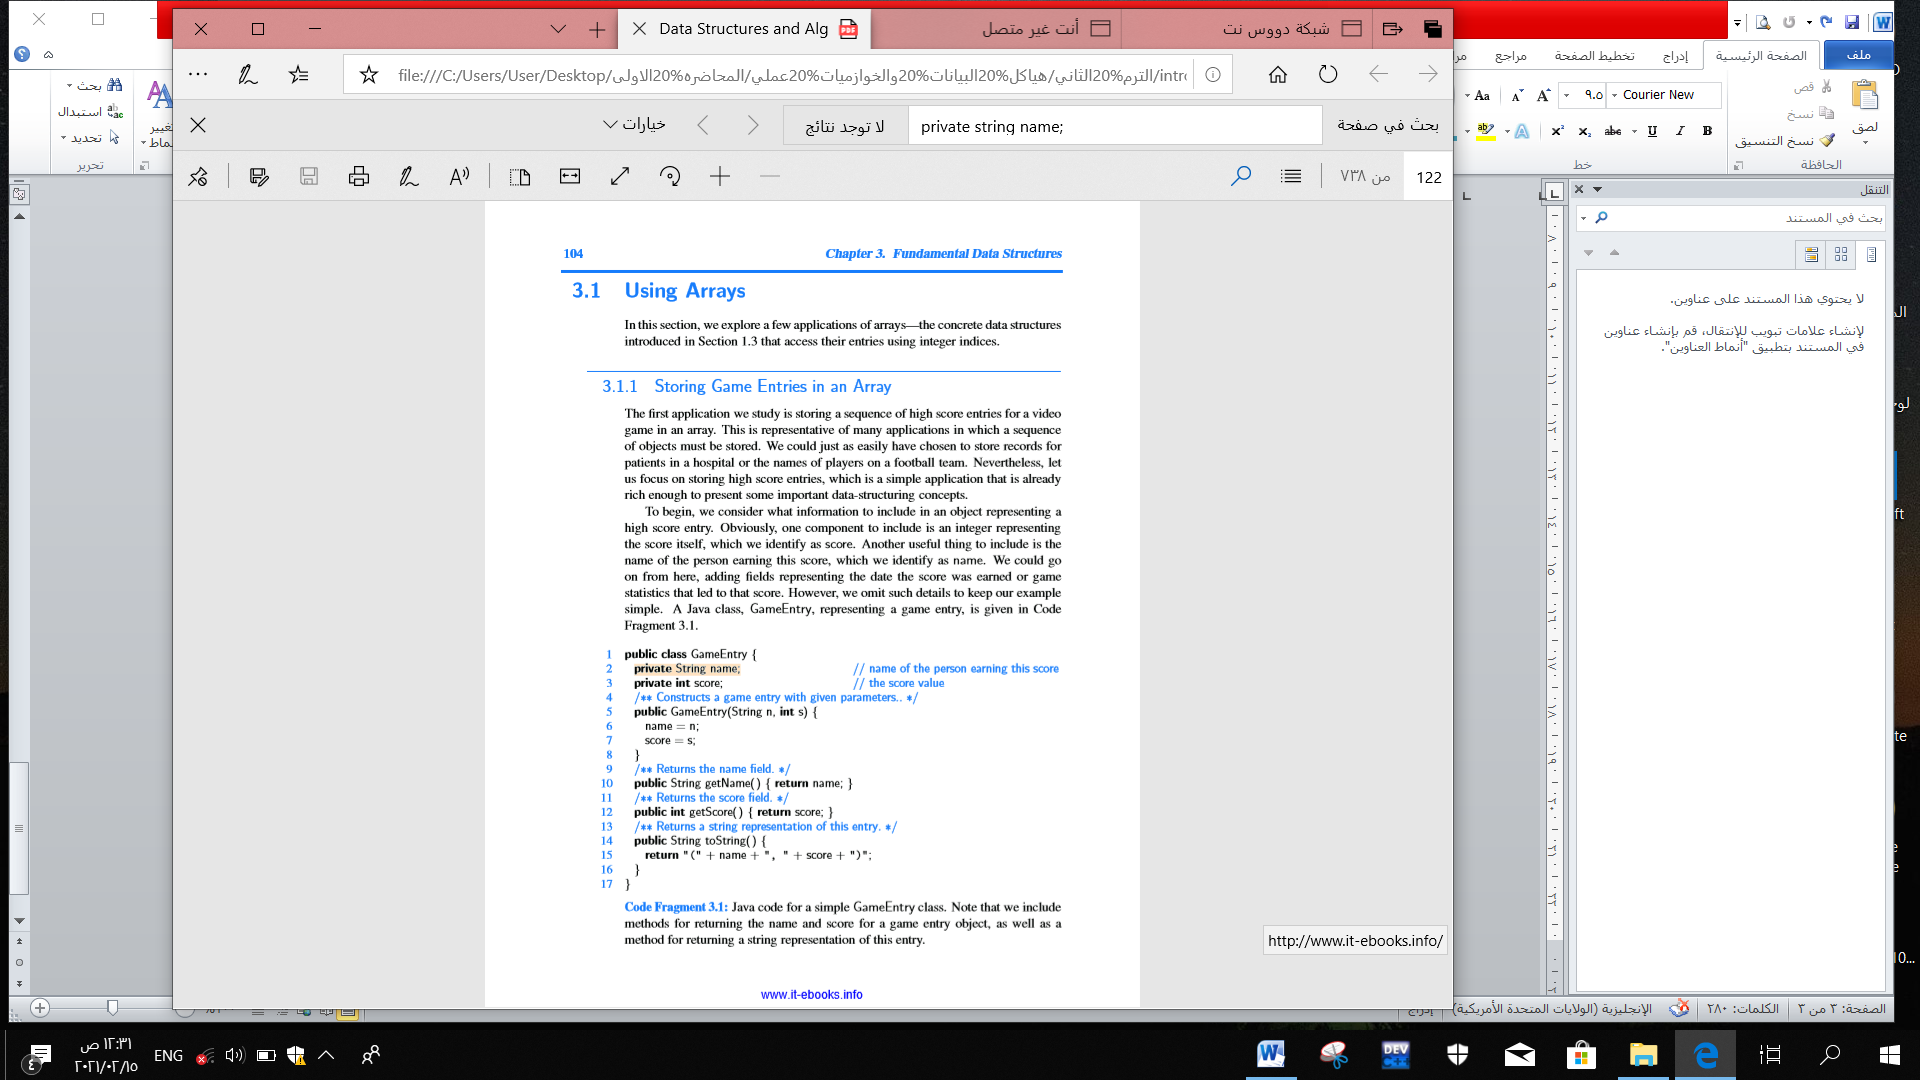 Data Structures and Alg
أنت غير متصل
شبكة دووس نت
file:///C:/Users/User/Desktop/الترم%20الثاني/هياكل%20البيانات%20والخوازميات%20عملي/المحاضره%20الاولى/intro
بحث في صفحة
private string name;
لا توجد نتائج
خيارات
122
من ٧٣٨
104
Chapter 3. Fundamental Data Structures
3.1 Using Arrays
In this section, we explore a few applications of arrays—the concrete data structures
introduced in Section 1.3 that access their entries using integer indices.
3.1.1 Storing Game Entries in an Array
The first application we study is storing a sequence of high score entries for a video
game in an array. This is representative of many applications in which a sequence
of objects must be stored. We could just as easily have chosen to store records for
patients in a hospital or the names of players on a football team. Nevertheless, let
us focus on storing high score entries, which is a simple application that is already
rich enough to present some important data-structuring concepts.
To begin, we consider what information to include in an object representing a
high score entry. Obviously, one component to include is an integer representing
the score itself, which we identify as score. Another useful thing to include is the
name of the person earning this score, which we identify as name. We could go
on from here, adding fields representing the date the score was earned or game
statistics that led to that score. However, we omit such details to keep our example
simple. A Java class, GameEntry, representing a game entry, is given in Code
Fragment 3.1.
1 public class GameEntry {
2 private String name; // name of the person earning this score
3 private int score; // the score value
4 /** Constructs a game entry with given parameters.. */
5 public GameEntry(String n, int s) {
6 name = n;
7 score = s;
8 }
9 /** Returns the name field. */
10 public String getName() { return name; }
11 /** Returns the score field. */
12 public int getScore() { return score; }
13 /** Returns a string representation of this entry. */
14 public String toString() {
15 return "(" + name + ", " + score + ")";
16 }
17 }
Code Fragment 3.1: Java code for a simple GameEntry class. Note that we include
methods for returning the name and score for a game entry object, as well as a
method for returning a string representation of this entry.
www.it-ebooks.info
http://www.it-ebooks.info/
ملف
الصفحة الرئيسية
إدراج
تخطيط الصفحة
مراجع
قص
نسخ
نسخ التنسيق
لصق
الحافظة
Courier New
٩.٥
خط
بحث
استبدال
تحديد
تحرير
تغيير
التنقل
بحث في المستند
لا يحتوي هذا المستند على عناوين.
لإنشاء علامات تبويب للإنتقال، قم بإنشاء عناوين
في المستند بتطبيق "أنماط العناوين".
الصفحة: ٢ من ٢
الكلمات: ٢٨٠
الإنجليزية (الولايات المتحدة الأمريكية)
إدراج
ENG
١٢:٣١ ص
٢٠٢١/٠٢/١٥